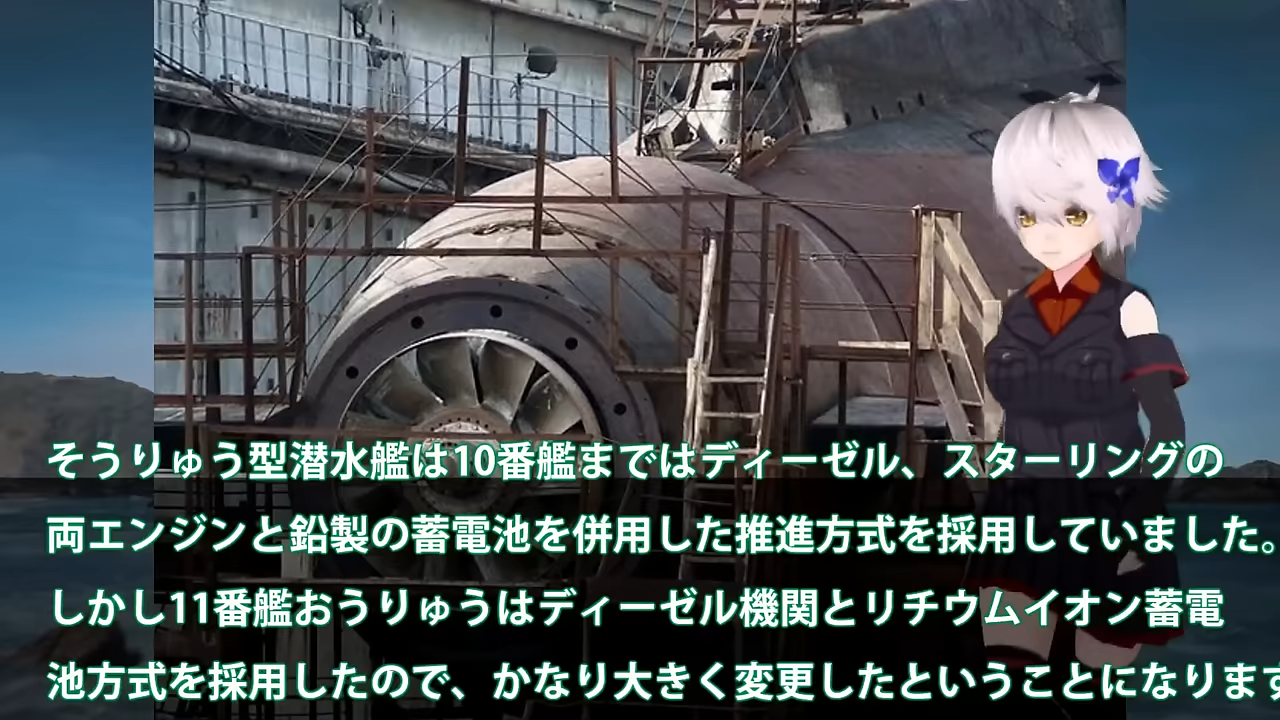 そうりゅう型潜水艦は10番艦まではディーゼル、スターリングの
両エンジンと鉛製の蓄電池を併用した推進方式を採用していました。
しかし11番艦おうりゅうはディーゼル機関とリチウムイオン蓄電
池方式を採用したので、かなり大きく変更したということになります